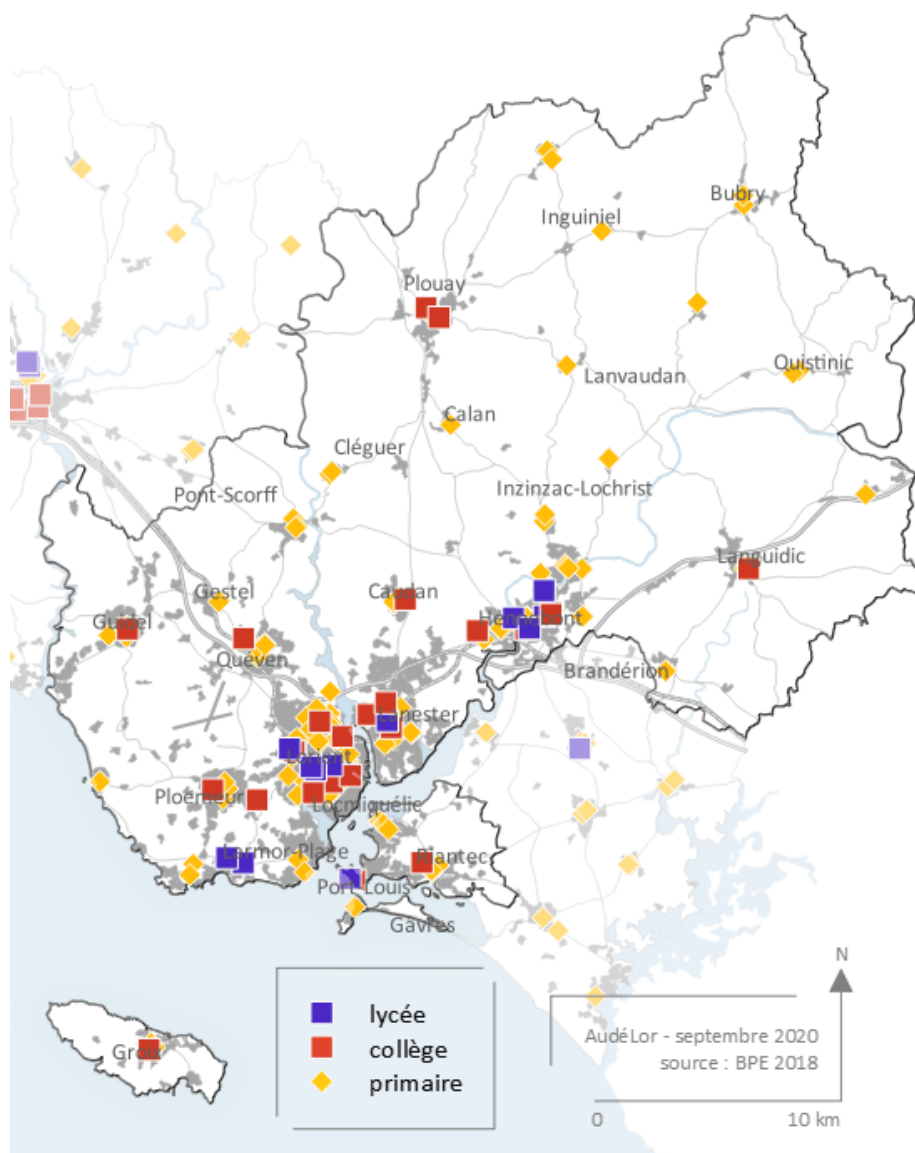 Bubry
Inguiniel
Plouay
Quistinic
Lanvaudan
Calan
Cléguer
Inzinzac-Lochrist
Pont-Scorff
Languidic
Gestel
Caudan
Guidel
Hennebont
Quéven
Brandérion
Lanester
Lorient
Ploemeur
Locmiquélic
Larmor-Plage
Riantec
Port-Louis
Gâvres
N
lycée
collège
primaire
AudéLor - septembre 2020
source : BPE 2018
Groix
0 10 km